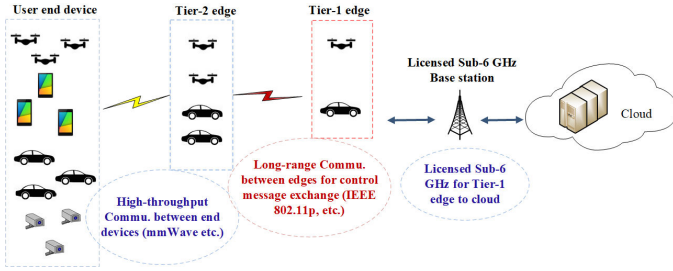 User end device
Tier-2 edge
Tier-1 edge
Licensed Sub-6 GHz
Base station
Cloud
High-throughput
Commu. between end
devices (mmWave etc.)
Long-range Commu.
between edges for control
message exchange (IEEE
802.11p, etc.)
Licensed Sub-6
GHz for Tier-1
edge to cloud